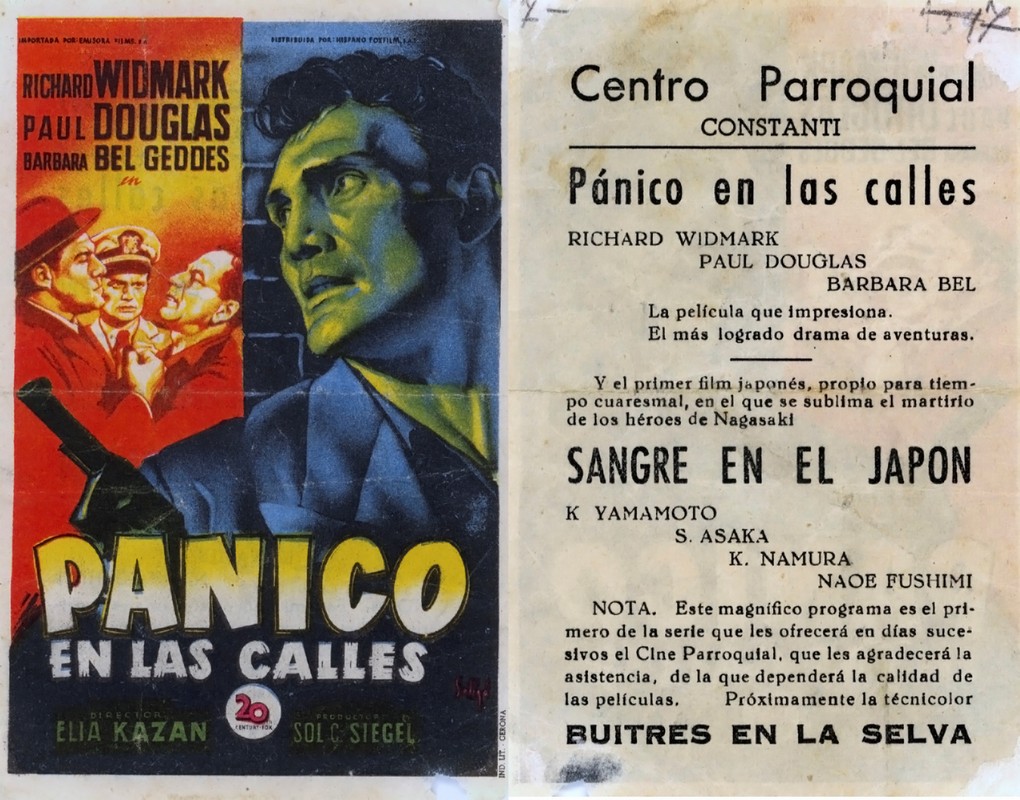 IMPORTADA POR: EMISORA FILMS, S.A.
DISTRIBUIDA POR: HISPANO FOXFILM, S.A.E.
RICHARD WIDMARK
PAUL DOUGLAS
BARBARA BEL GEDDES
en
PANICO
EN LAS CALLES
DIRECTOR
ELIA KAZAN
20
CENTURY-FOX
PRODUCTOR
SOL C. SIEGEL
IND. LIT. GERONA
Centro Parroquial
CONSTANTI
Pánico en las calles
RICHARD WIDMARK
PAUL DOUGLAS
BARBARA BEL
La película que impresiona.
El más logrado drama de aventuras.
Y el primer film japonés, propio para tiem-
po cuaresmal, en el que se sublima el martirio
de los héroes de Nagasaki
SANGRE EN EL JAPON
K YAMAMOTO
S. ASAKA
K. NAMURA
NAOE FUSHIMI
NOTA. Este magnífico programa es el pri-
mero de la serie que les ofrecerá en días suce-
sivos el Cine Parroquial, que les agradecerá la
asistencia, de la que dependerá la calidad de
las películas. Próximamente la técnicolor
BUITRES EN LA SELVA